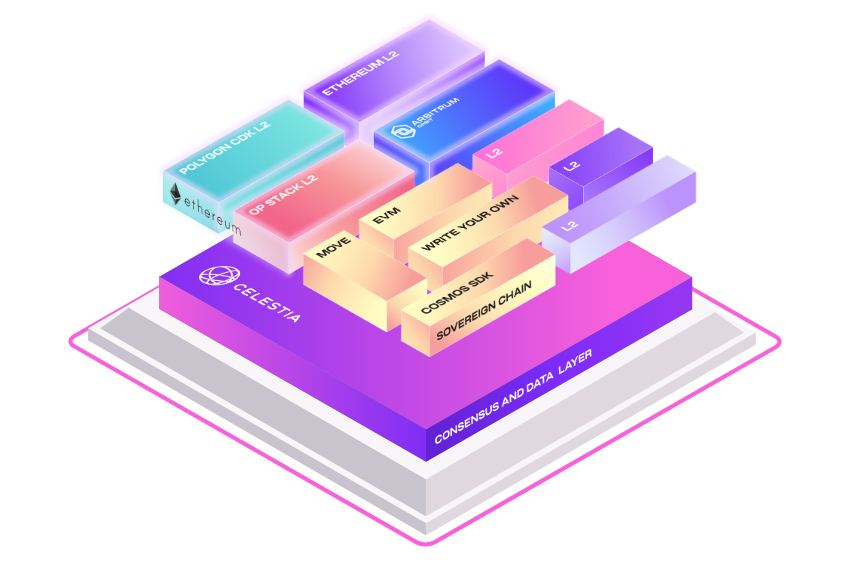 ETHEREUM L2
ARBITRUM
ORBIT
POLYGON CDK L2
ethereum
OP STACK L2
L2
L2
L2
EVM
WRITE YOUR OWN
MOVE
COSMOS SDK
SOVEREIGN CHAIN
CELESTIA
CONSENSUS AND DATA LAYER